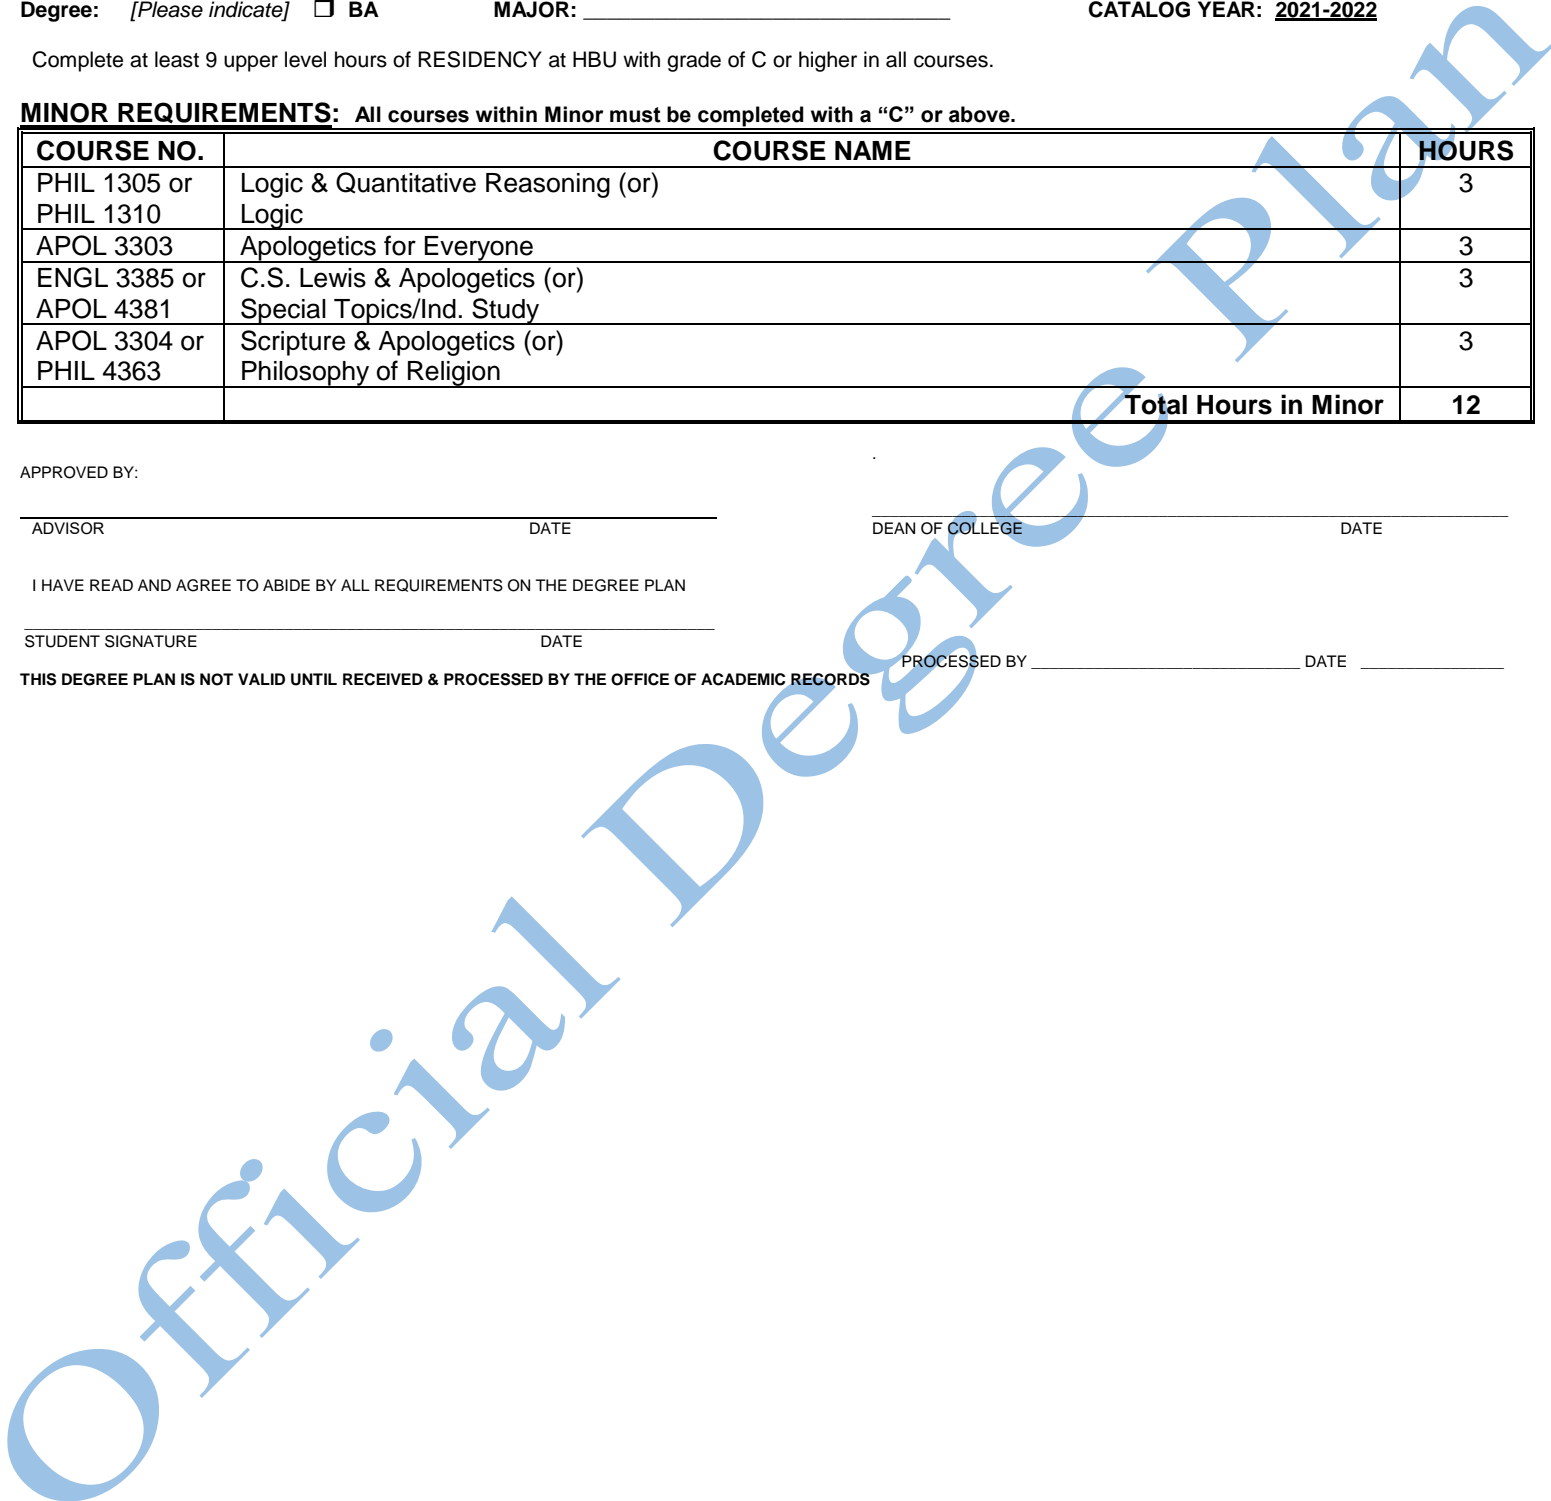 Degree: [Please indicate] ❒ BA MAJOR: ______________________________ CATALOG YEAR: 2021-2022
Complete at least 9 upper level hours of RESIDENCY at HBU with grade of C or higher in all courses.
MINOR REQUIREMENTS: All courses within Minor must be completed with a “C” or above.
COURSE NO. COURSE NAME HOURS
PHIL 1305 or Logic & Quantitative Reasoning (or) 3
PHIL 1310 Logic
APOL 3303 Apologetics for Everyone 3
ENGL 3385 or C.S. Lewis & Apologetics (or) 3
APOL 4381 Special Topics/Ind. Study
APOL 3304 or Scripture & Apologetics (or) 3
PHIL 4363 Philosophy of Religion
Total Hours in Minor 12
.
APPROVED BY:
ADVISOR DATE DEAN OF COLLEGE DATE
I HAVE READ AND AGREE TO ABIDE BY ALL REQUIREMENTS ON THE DEGREE PLAN
STUDENT SIGNATURE DATE
PROCESSED BY ______________________________ DATE ________________
THIS DEGREE PLAN IS NOT VALID UNTIL RECEIVED & PROCESSED BY THE OFFICE OF ACADEMIC RECORDS
Official Degree Plan